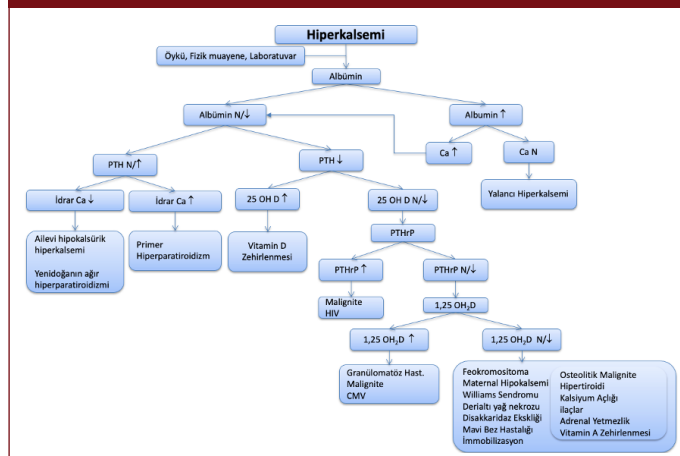 Hiperkalsemi
Öykü, Fizik muayene, Laboratuvar
Albümin
Albümin N/↓
Albumin ↑
Ca ↑
Ca N
PTH N/↑
PTH ↓
Yalancı Hiperkalsemi
İdrar Ca ↓
İdrar Ca ↑
25 OH D ↑
25 OH D N/↓
Ailevi hipokalsürik
hiperkalsemi
Yenidoğanın ağır
hiperparatiroidizmi
Primer
Hiperparatiroidizm
Vitamin D
Zehirlenmesi
PTHrP
PTHrP ↑
PTHrP N/↓
Malignite
HIV
1,25 OH₂D
1,25 OH₂D ↑
1,25 OH₂D N/↓
Granülomatöz Hast.
Malignite
CMV
Feokromositoma
Maternal Hipokalsemi
Williams Sendromu
Derialtı yağ nekrozu
Disakkaridaz Ekskliği
Mavi Bez Hastalığı
İmmobilizasyon
Osteolitik Malignite
Hipertiroidi
Kalsiyum Açlığı
ilaçlar
Adrenal Yetmezlik
Vitamin A Zehirlenmesi